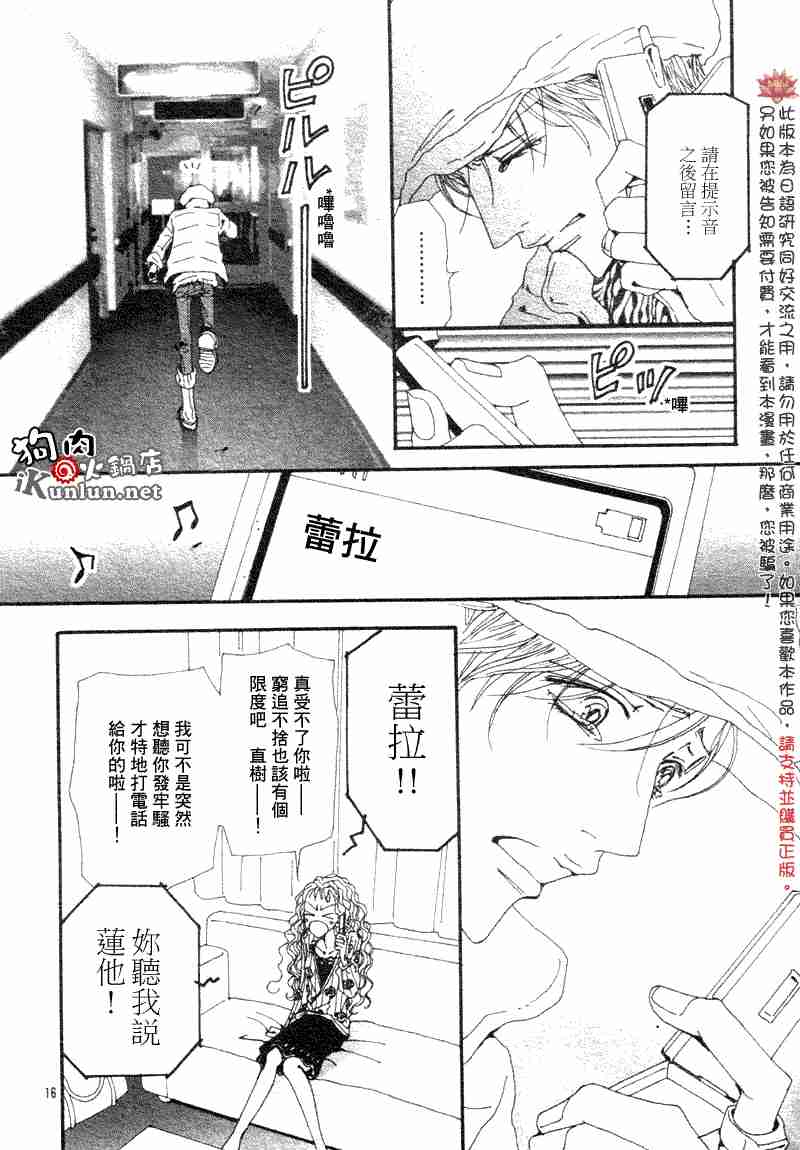 請在提示音
之後留言…
………
ピッ
*嗶
ピルルルー
*嗶嚕嚕
蕾拉
蕾拉!!
真受不了你啦──
窮追不捨也該有個
限度吧 直樹──!
我可不是突然
想聽你發牢騷
才特地打電話
給你的啦──!
妳聽我說
蓮他!
16
狗肉火鍋店
iKunlun.net
此版本為日語研究同好交流之用，請勿用於任何商業用途。如果您喜歡本作品，請支持並購買正版。
另如果您被告知需要付費，才能看到本漫畫，那麼，您被騙了！